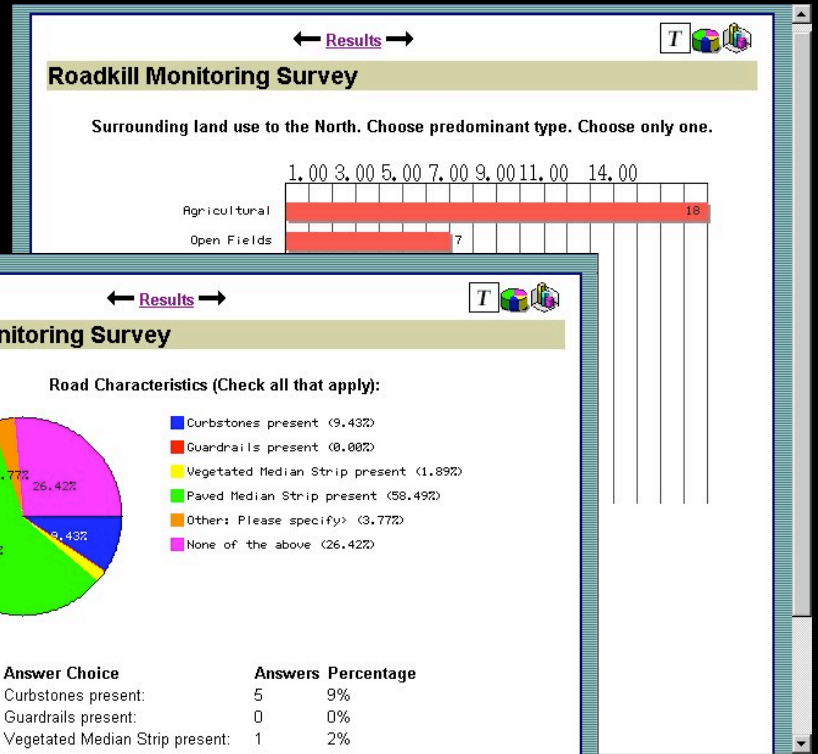 Results
Roadkill Monitoring Survey
Surrounding land use to the North. Choose predominant type. Choose only one.
1.00 3.00 5.00 7.00 9.00 11.00 14.00
Agricultural 18
Open Fields 7
Results T
nitoring Survey
Road Characteristics (Check all that apply):
Curbstones present (9.43%)
Guardrails present (0.00%)
Vegetated Median Strip present (1.89%)
Paved Median Strip present (58.49%)
Other: Please specify> (3.77%)
None of the above (26.42%)
.77%
26.42%
9.43%
%
Answer Choice Answers Percentage
Curbstones present: 5 9%
Guardrails present: 0 0%
Vegetated Median Strip present: 1 2%